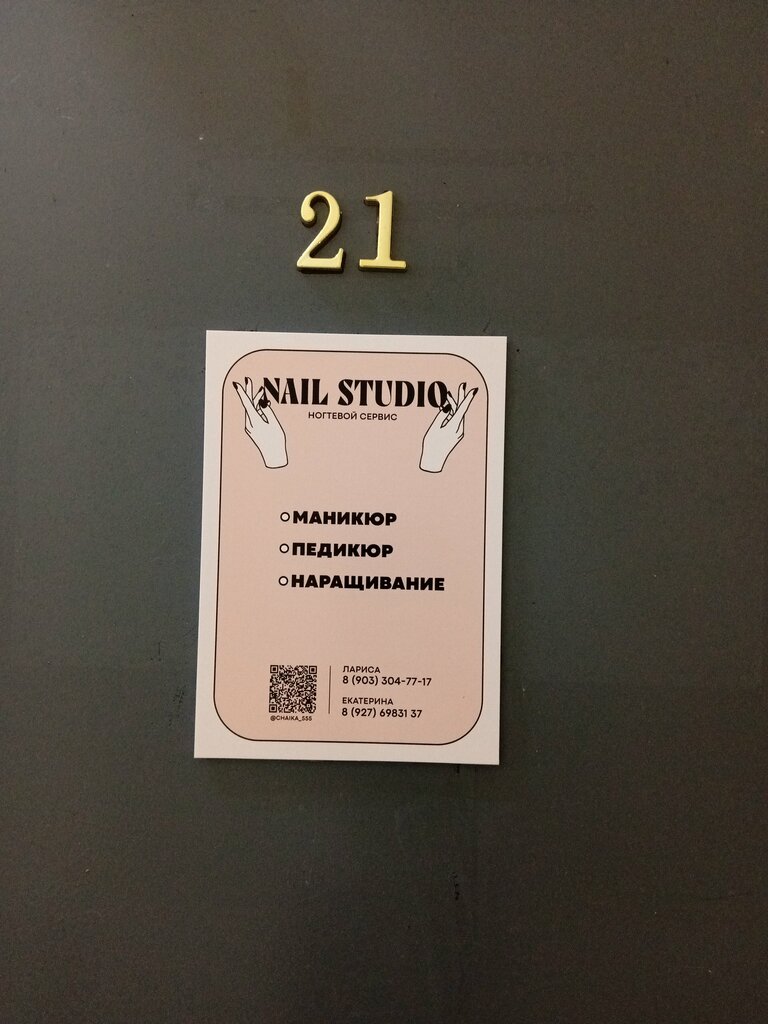 21
NAIL STUDIO
НОГТЕВОЙ СЕРВИС
МАНИКЮР
ПЕДИКЮР
НАРАЩИВАНИЕ
ЛАРИСА
8 (903) 304-77-17
ЕКАТЕРИНА
8 (927) 69831 37
@CHAIKA_555